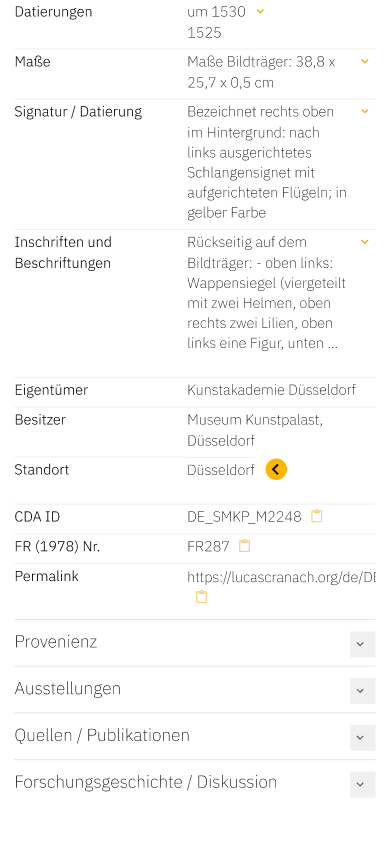 Datierungen um 1530
1525
Maße Maße Bildträger: 38,8 x
25,7 x 0,5 cm
Signatur / Datierung Bezeichnet rechts oben
im Hintergrund: nach
links ausgerichtetes
Schlangensignet mit
aufgerichteten Flügeln; in
gelber Farbe
Inschriften und Rückseitig auf dem
Beschriftungen Bildträger: - oben links:
Wappensiegel (viergeteilt
mit zwei Helmen, oben
rechts zwei Lilien, oben
links eine Figur, unten ...
Eigentümer Kunstakademie Düsseldorf
Besitzer Museum Kunstpalast,
Düsseldorf
Standort Düsseldorf
CDA ID DE_SMKP_M2248
FR (1978) Nr. FR287
Permalink https://lucascranach.org/de/DE
Provenienz
Ausstellungen
Quellen / Publikationen
Forschungsgeschichte / Diskussion